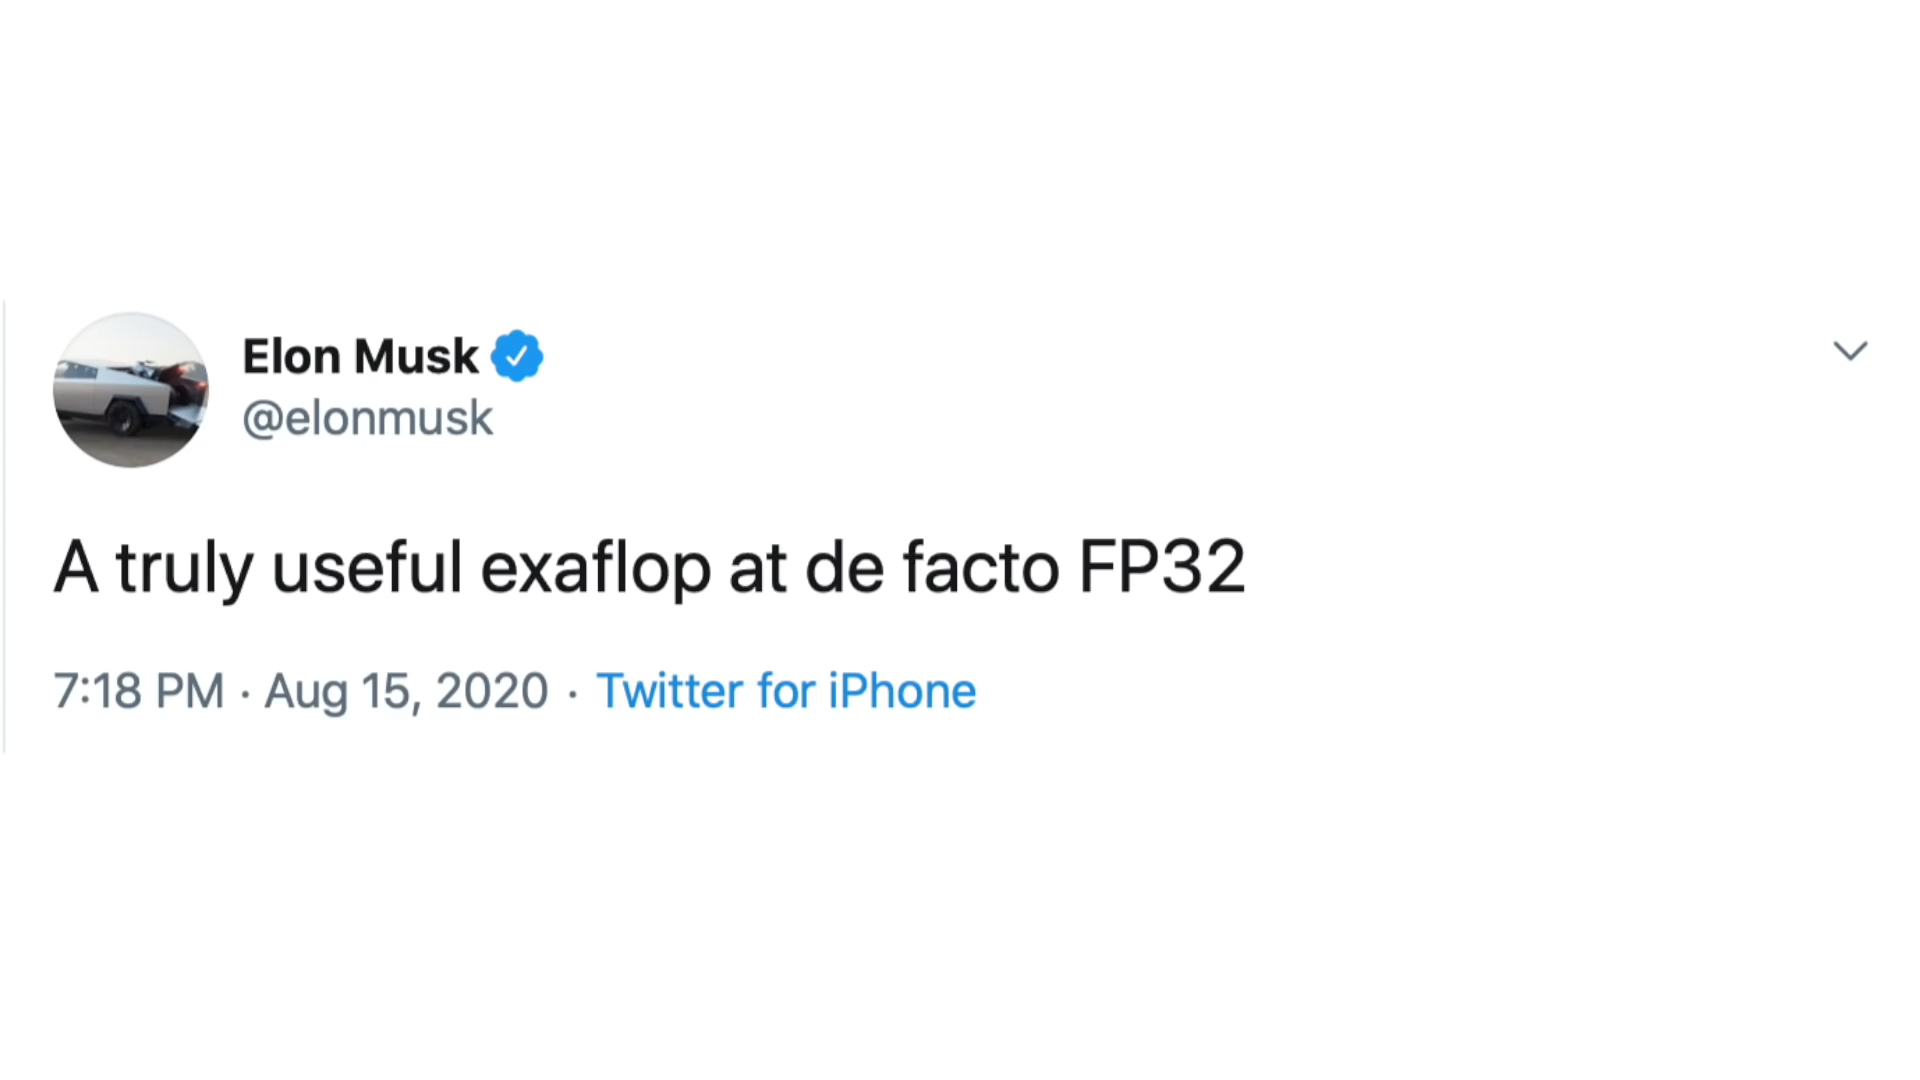 Elon Musk
@elonmusk
A truly useful exaflop at de facto FP32
7:18 PM · Aug 15, 2020 · Twitter for iPhone